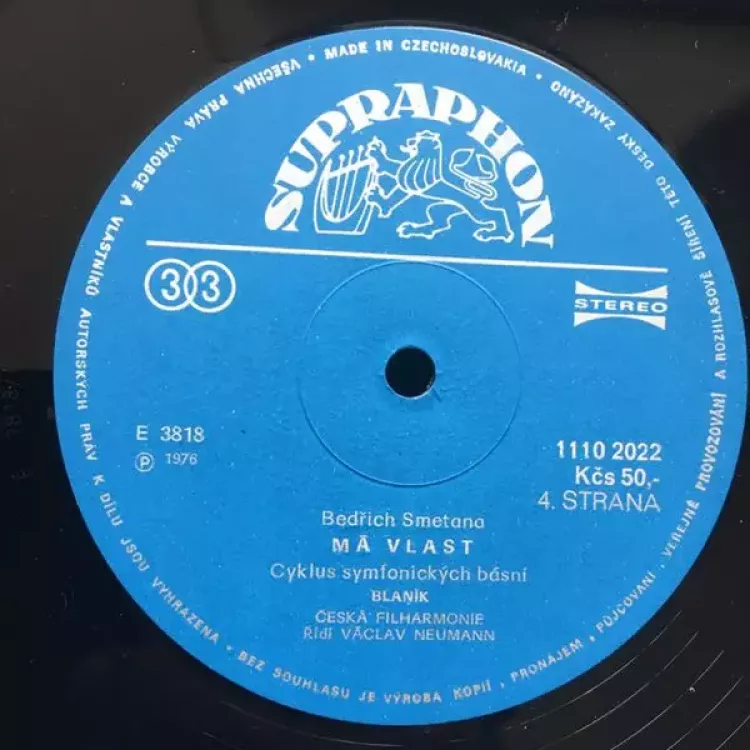 VŠECHNA PRÁVA VÝROBCE A VLASTNÍKŮ AUTORSKÝCH PRÁV K DÍLU JSOU VYHRAZENA • BEZ SOUHLASU JE VÝROBA KOPIÍ, PRONÁJEM, PŮJČOVÁNÍ, VEŘEJNÉ PROVOZOVÁNÍ A ROZHLASOVÉ ŠÍŘENÍ TÉTO DESKY ZAKÁZÁNO • MADE IN CZECHOSLOVAKIA •
SUPRAPHON
33
STEREO
E 3818
Ⓟ 1976
1110 2022
Kčs 50,-
4. STRANA
Bedřich Smetana
MÁ VLAST
Cyklus symfonických básní
BLANÍK
ČESKÁ FILHARMONIE
Řídí VÁCLAV NEUMANN